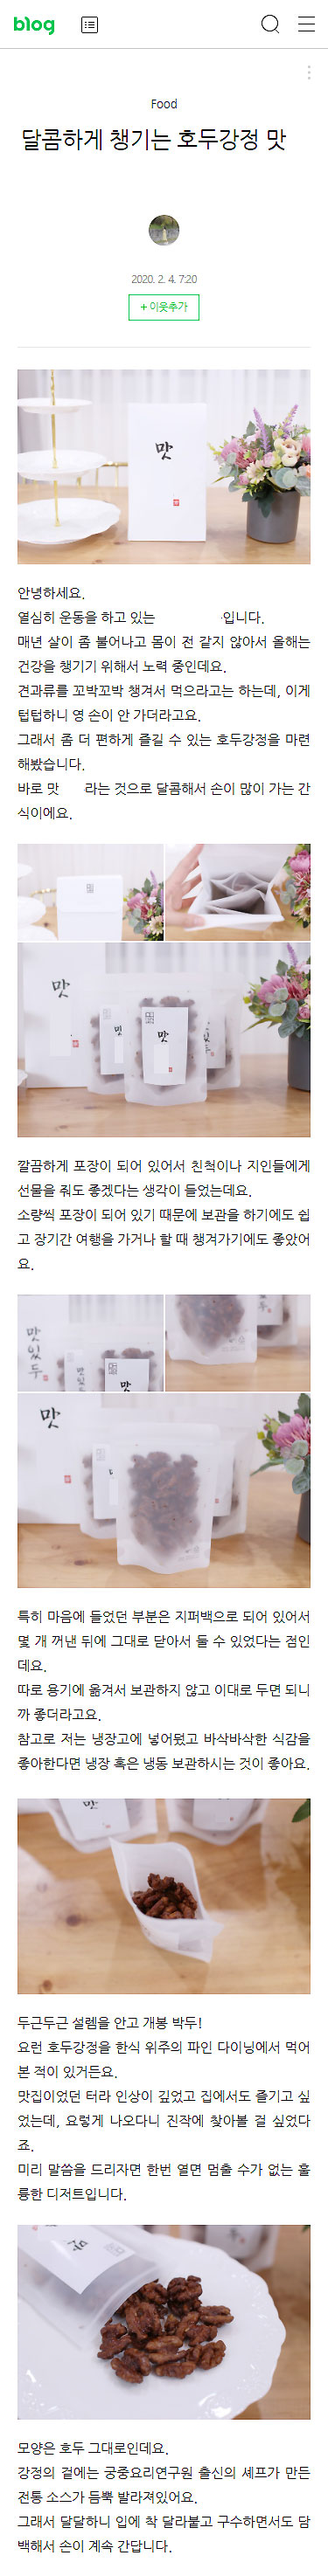 blog
Food
달콤하게 챙기는 호두강정 맛
2020. 2. 4. 7:20
+ 이웃추가
맛
안녕하세요.
열심히 운동을 하고 있는 입니다.
매년 살이 좀 불어나고 몸이 전 같지 않아서 올해는
건강을 챙기기 위해서 노력 중인데요.
견과류를 꼬박꼬박 챙겨서 먹으라고는 하는데, 이게
텁텁하니 영 손이 안 가더라고요.
그래서 좀 더 편하게 즐길 수 있는 호두강정을 마련
해봤습니다.
바로 맛 라는 것으로 달콤해서 손이 많이 가는 간
식이에요.
맛
맛
맛
깔끔하게 포장이 되어 있어서 친척이나 지인들에게
선물을 줘도 좋겠다는 생각이 들었는데요.
소량씩 포장이 되어 있기 때문에 보관을 하기에도 쉽
고 장기간 여행을 가거나 할 때 챙겨가기에도 좋았어
요.
맛있두
맛
맛
특히 마음에 들었던 부분은 지퍼백으로 되어 있어서
몇 개 꺼낸 뒤에 그대로 닫아서 둘 수 있었다는 점인
데요.
따로 용기에 옮겨서 보관하지 않고 이대로 두면 되니
까 좋더라고요.
참고로 저는 냉장고에 넣어뒀고 바삭바삭한 식감을
좋아한다면 냉장 혹은 냉동 보관하시는 것이 좋아요.
맛
두근두근 설렘을 안고 개봉 박두!
요런 호두강정을 한식 위주의 파인 다이닝에서 먹어
본 적이 있거든요.
맛집이었던 터라 인상이 깊었고 집에서도 즐기고 싶
었는데, 요렇게 나오다니 진작에 찾아볼 걸 싶었다
죠.
미리 말씀을 드리자면 한번 열면 멈출 수가 없는 훌
륭한 디저트입니다.
맛
모양은 호두 그대로인데요.
강정의 겉에는 궁중요리연구원 출신의 셰프가 만든
전통 소스가 듬뿍 발라져있어요.
그래서 달달하니 입에 착 달라붙고 구수하면서도 담
백해서 손이 계속 간답니다.